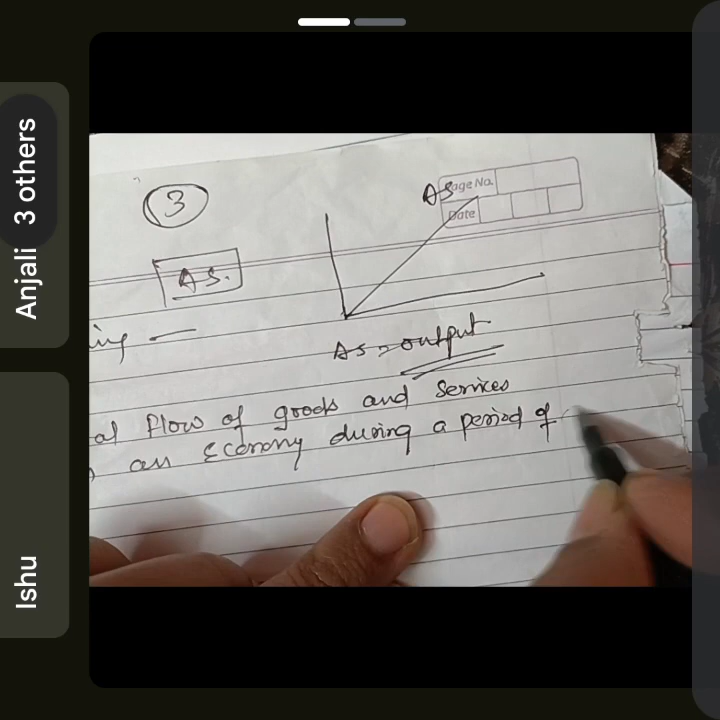 Anjali 3 others
Ishu
3
AS
Page No.
Date
A S.
AS = output
al Flow of goods and Services
an Economy during a period of